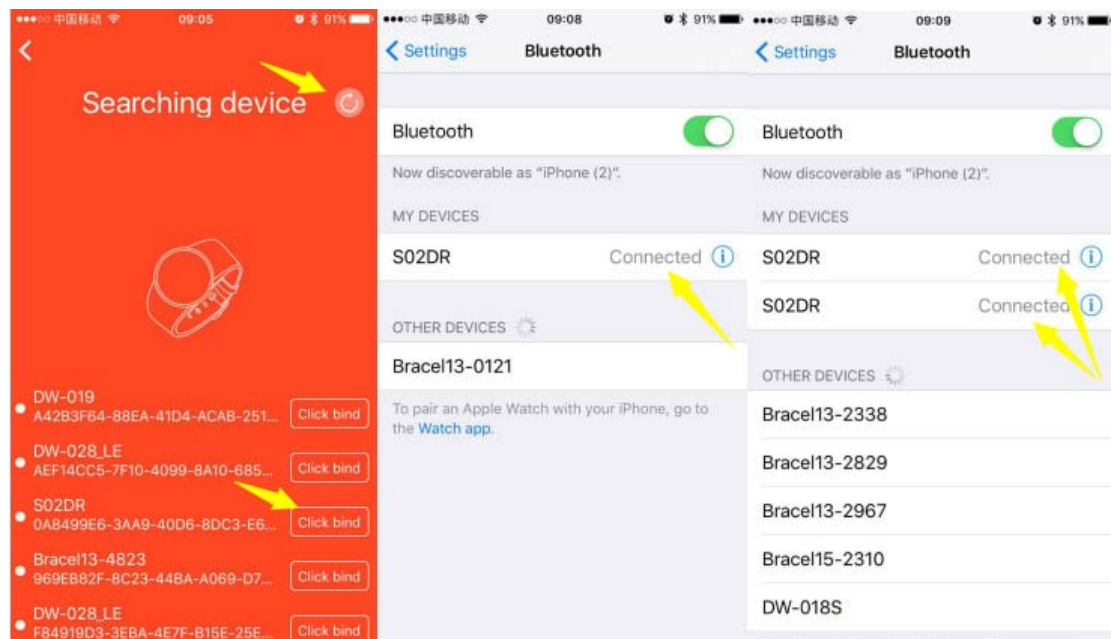 ●●●○○ 中国移动 09:05 91%
Searching device
DW-019
A42B3F64-88EA-41D4-ACAB-251... Click bind
DW-028_LE
AEF14CC5-7F10-4099-8A10-685... Click bind
S02DR
0A8499E6-3AA9-40D6-8DC3-E6... Click bind
Bracel13-4823
969EB82F-8C23-44BA-A069-D7... Click bind
DW-028_LE
F84919D3-3EBA-4E7F-B15E-25E... Click bind
●●●○○ 中国移动 09:08 91%
Settings Bluetooth
Bluetooth
Now discoverable as “iPhone (2)”.
MY DEVICES
S02DR Connected
OTHER DEVICES
Bracel13-0121
To pair an Apple Watch with your iPhone, go to
the Watch app.
●●●○○ 中国移动 09:09 91%
Settings Bluetooth
Bluetooth
Now discoverable as “iPhone (2)”.
MY DEVICES
S02DR Connected
S02DR Connected
OTHER DEVICES
Bracel13-2338
Bracel13-2829
Bracel13-2967
Bracel15-2310
DW-018S